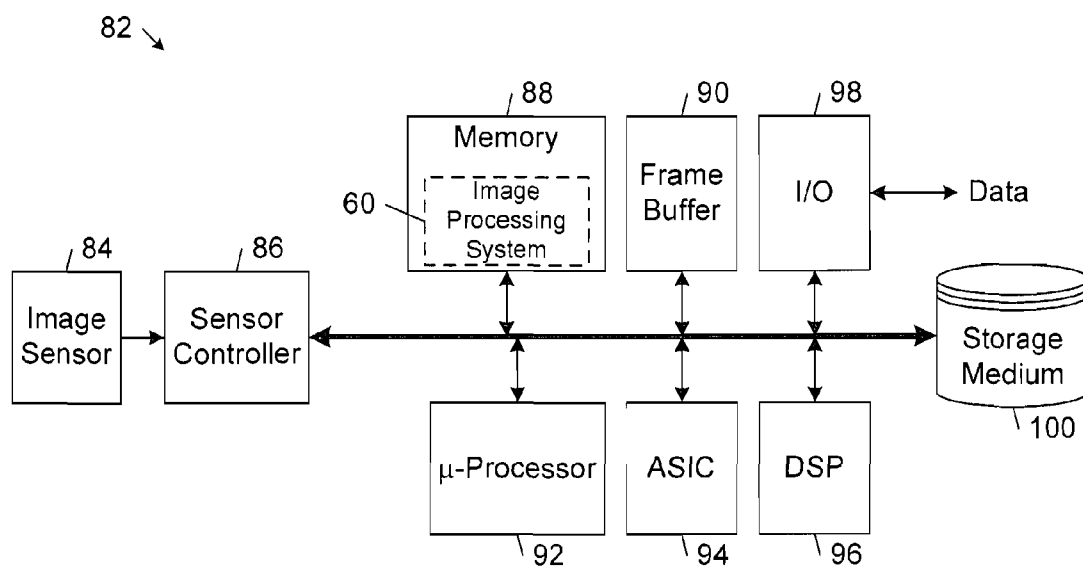 82
88
90
98
Memory
Image
Processing
System
60
Frame
Buffer
I/O
Data
84
86
Image
Sensor
Sensor
Controller
Storage
Medium
100
μ-Processor
ASIC
DSP
92
94
96